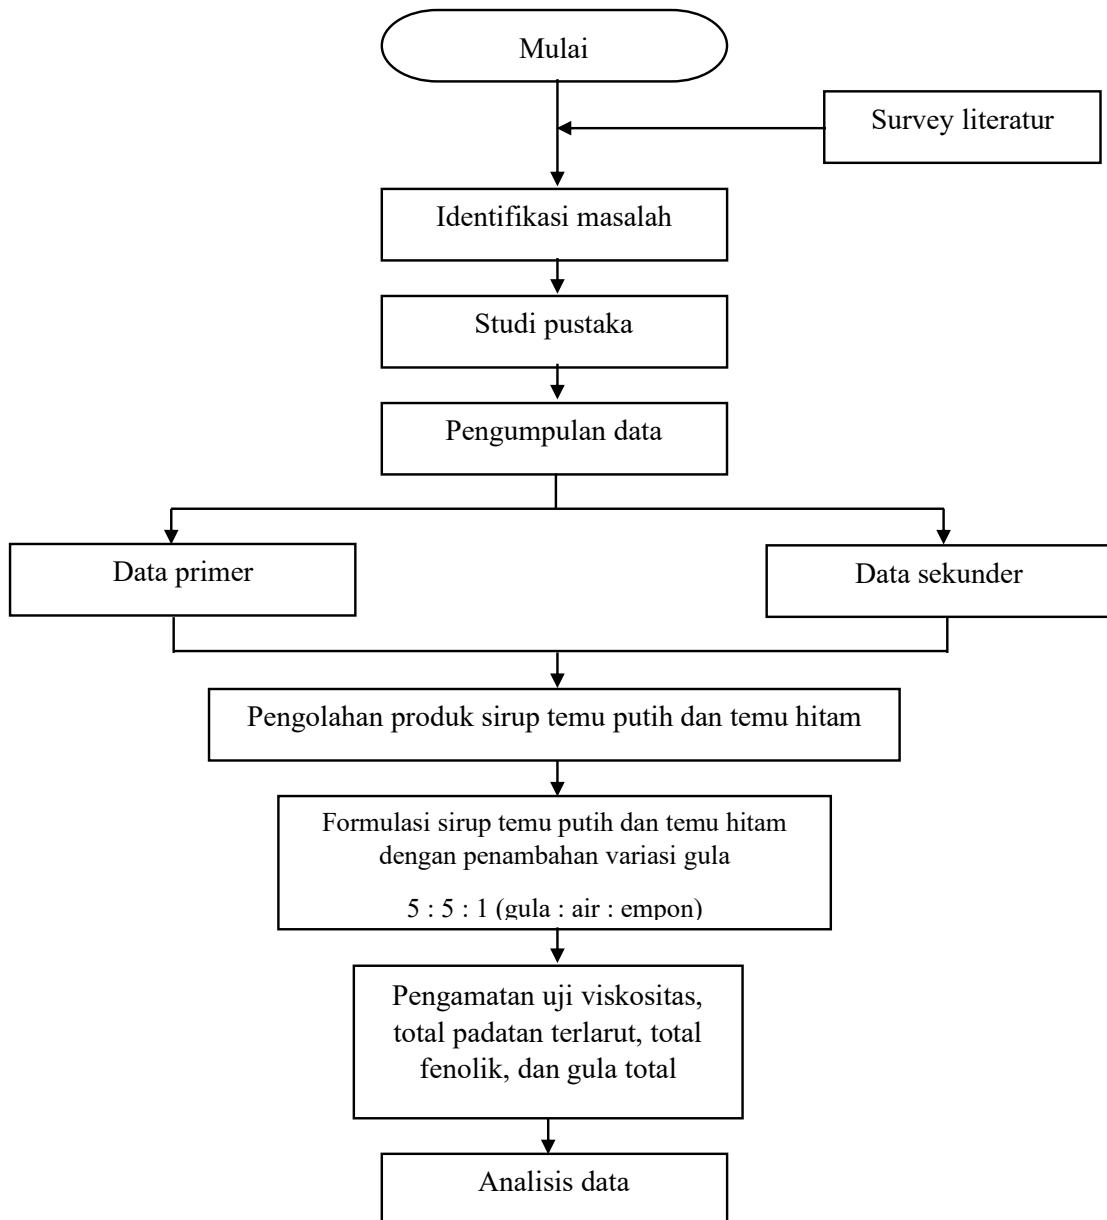 Mulai
Survey literatur
Identifikasi masalah
Studi pustaka
Pengumpulan data
Data primer
Data sekunder
Pengolahan produk sirup temu putih dan temu hitam
Formulasi sirup temu putih dan temu hitam
dengan penambahan variasi gula
5 : 5 : 1 (gula : air : empon)
Pengamatan uji viskositas,
total padatan terlarut, total
fenolik, dan gula total
Analisis data